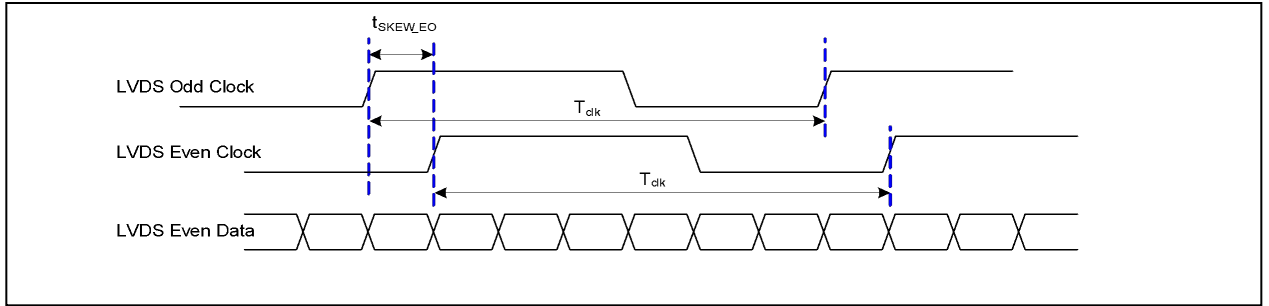 tSKEW_EO
LVDS Odd Clock
Tclk
LVDS Even Clock
Tclk
LVDS Even Data